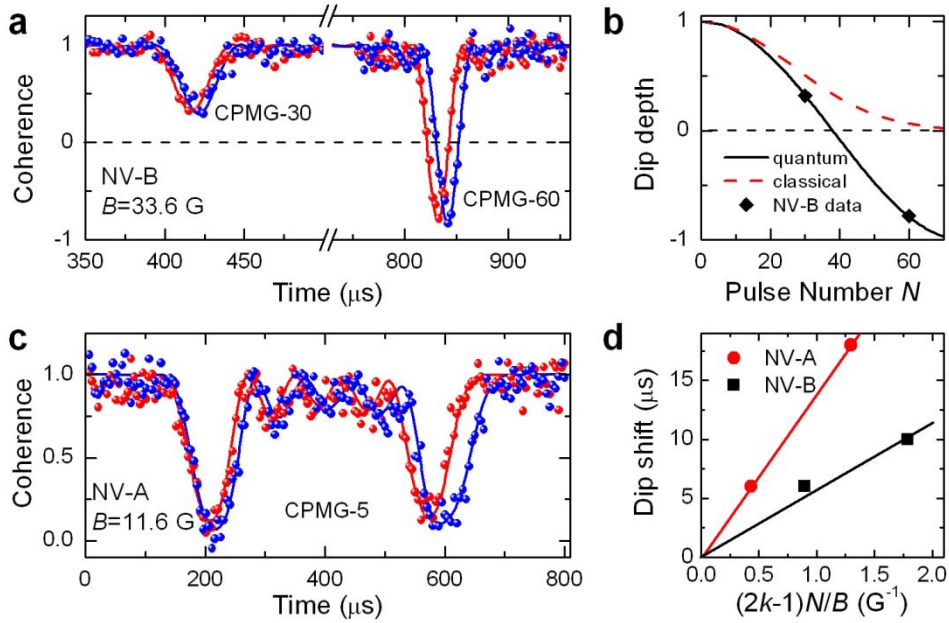 a
Coherence
1
0
-1
CPMG-30
CPMG-60
NV-B
B=33.6 G
350 400 450 800 900
Time (μs)
b
Dip depth
1
0
-1
quantum
classical
NV-B data
0 20 40 60
Pulse Number N
c
Coherence
1.0
0.5
0.0
NV-A
B=11.6 G
CPMG-5
0 200 400 600 800
Time (μs)
d
Dip shift (μs)
15
10
5
0
NV-A
NV-B
0.0 0.5 1.0 1.5 2.0
(2k-1)N/B (G⁻¹)